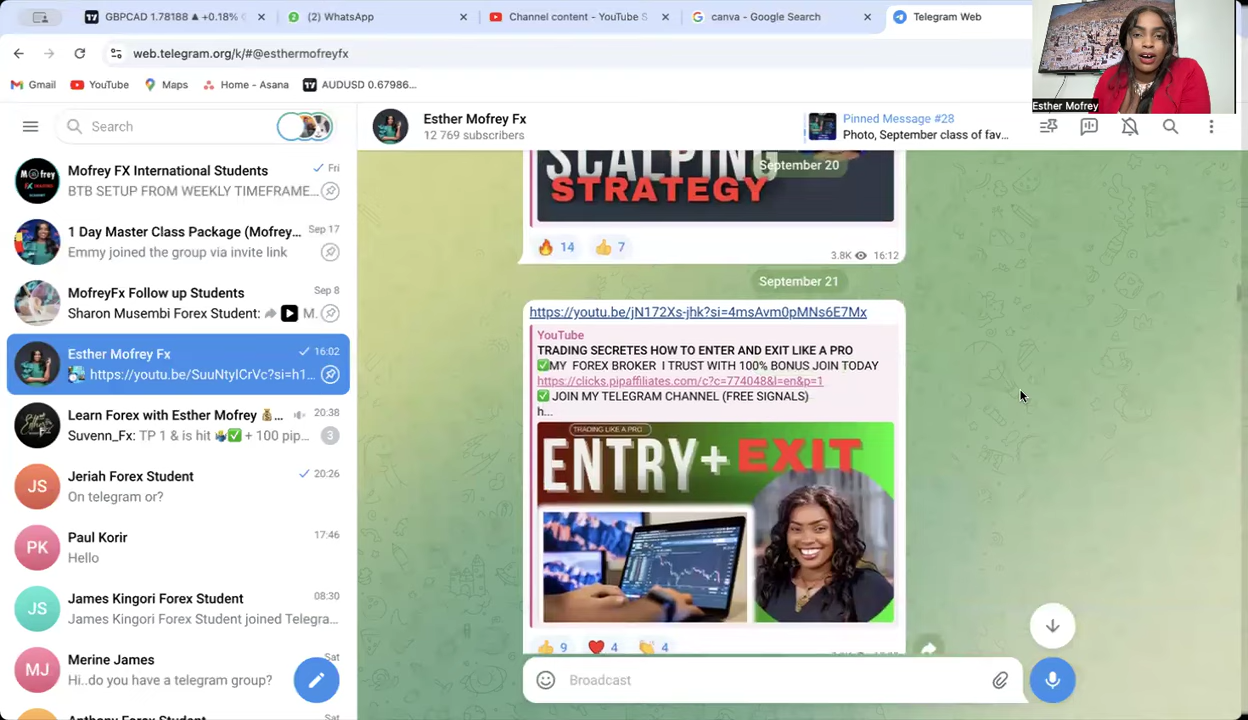 GBPCAD 1.78188 ▲ +0.18%
(2) WhatsApp
Channel content - YouTube S
canva - Google Search
Telegram Web
web.telegram.org/k/#@esthermofreyfx
Gmail
YouTube
Maps
Home - Asana
AUDUSD 0.67986...
Esther Mofrey
Search
Esther Mofrey Fx
12 769 subscribers
Pinned Message #28
Photo, September class of fav...
Mofrey FX International Students
Fri
BTB SETUP FROM WEEKLY TIMEFRAME...
1 Day Master Class Package (Mofrey...
Sep 17
Emmy joined the group via invite link
MofreyFx Follow up Students
Sep 8
Sharon Musembi Forex Student: M...
Esther Mofrey Fx
16:02
https://youtu.be/SuuNtyICrVc?si=h1...
Learn Forex with Esther Mofrey 💰...
20:38
Suvenn_Fx: TP 1 & is hit ✅ + 100 pip...
3
JS
Jeriah Forex Student
20:26
On telegram or?
PK
Paul Korir
17:46
Hello
JS
James Kingori Forex Student
08:30
James Kingori Forex Student joined Telegra...
MJ
Merine James
Sat
Hi..do you have a telegram group?
Anthony Forex Student
Sat
SCALPING
September 20
STRATEGY
🔥 14 👍 7
3.8K 16:12
September 21
https://youtu.be/jN172Xs-jhk?si=4msAvm0pMNs6E7Mx
YouTube
TRADING SECRETES HOW TO ENTER AND EXIT LIKE A PRO
✅MY FOREX BROKER I TRUST WITH 100% BONUS JOIN TODAY
https://clicks.pipaffiliates.com/c?c=774048&l=en&p=1
✅ JOIN MY TELEGRAM CHANNEL (FREE SIGNALS)
h...
TRADING LIKE A PRO
ENTRY+ EXIT
👍 9 ❤️ 4 👏 4
Broadcast